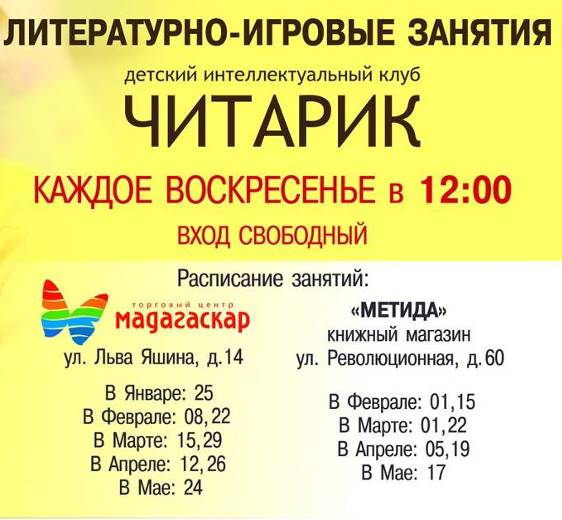 ЛИТЕРАТУРНО-ИГРОВЫЕ ЗАНЯТИЯ
детский интеллектуальный клуб
ЧИТАРИК
КАЖДОЕ ВОСКРЕСЕНЬЕ в 12:00
ВХОД СВОБОДНЫЙ
Расписание занятий:
торговый центр
мадагаскар
ул. Льва Яшина, д.14
В Январе: 25
В Феврале: 08,22
В Марте: 15,29
В Апреле: 12,26
В Мае: 24
«МЕТИДА»
книжный магазин
ул. Революционная, д.60
В Феврале: 01,15
В Марте: 01,22
В Апреле: 05,19
В Мае: 17